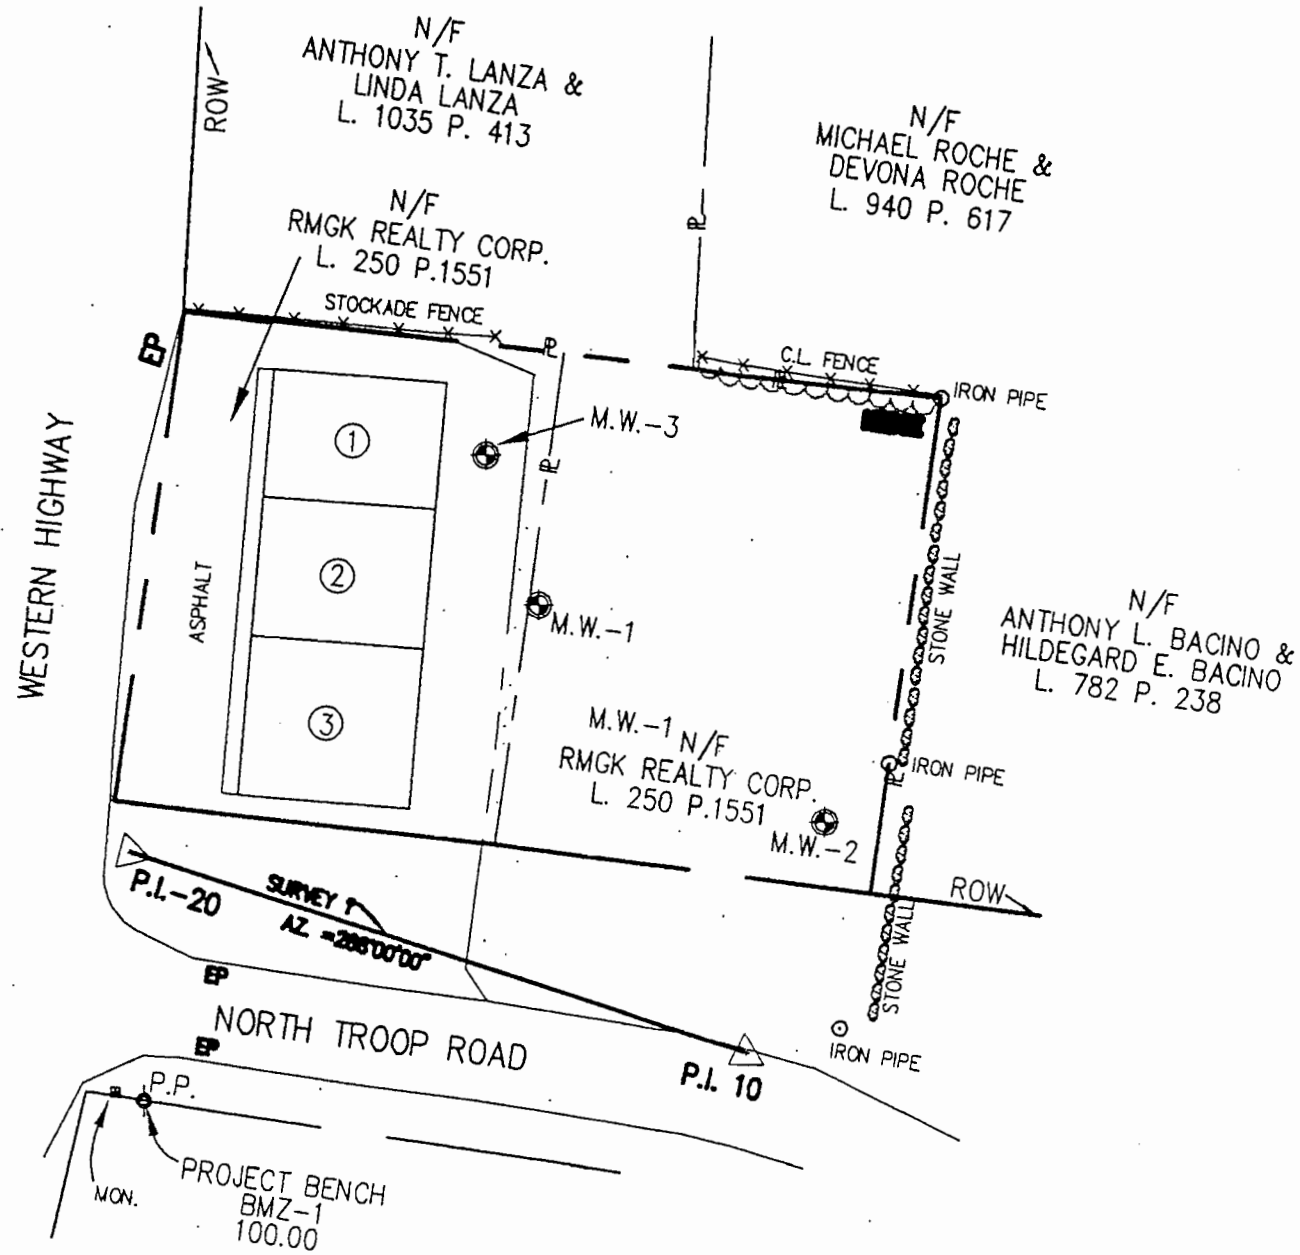 N/F
ANTHONY T. LANZA &
LINDA LANZA
L. 1035 P. 413
ROW
N/F
MICHAEL ROCHE &
DEVONA ROCHE
L. 940 P. 617
N/F
RMGK REALTY CORP.
L. 250 P.1551
STOCKADE FENCE
EP
C.L. FENCE
IRON PIPE
M.W.-3
WESTERN HIGHWAY
ASPHALT
1
2
3
M.W.-1
STONE WALL
N/F
ANTHONY L. BACINO &
HILDEGARD E. BACINO
L. 782 P. 238
M.W.-1
N/F
RMGK REALTY CORP.
L. 250 P.1551
IRON PIPE
M.W.-2
ROW
P.I.-20
SURVEY
AZ.
STONE WALL
EP
NORTH TROOP ROAD
EP
IRON PIPE
P.I. 10
P.P.
MON.
PROJECT BENCH
BMZ-1
100.00